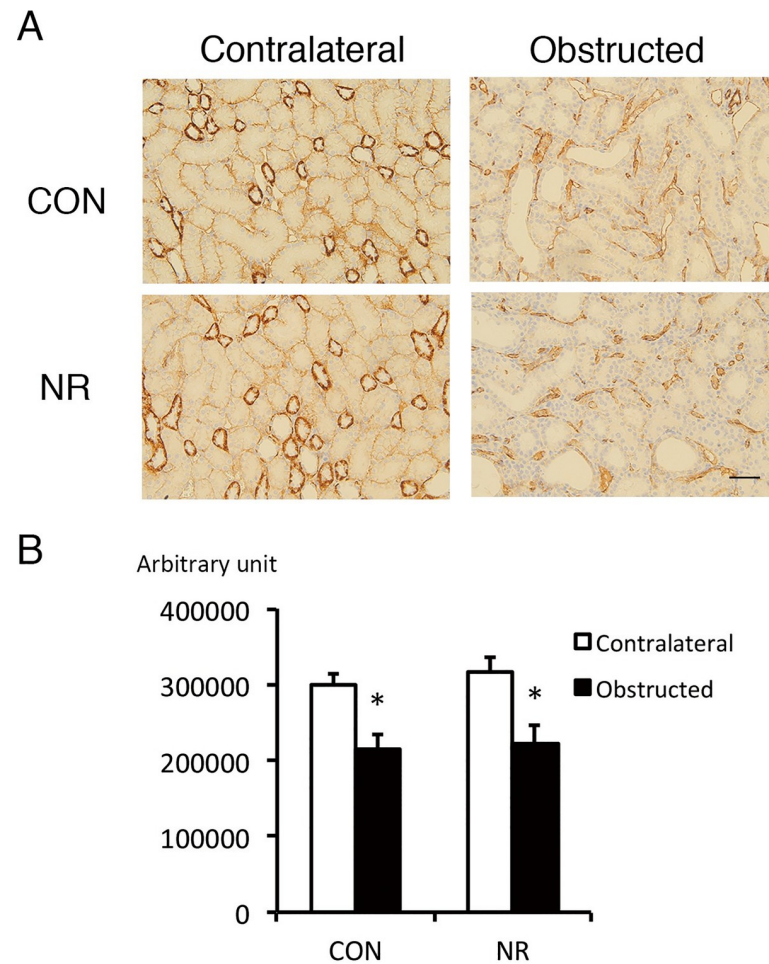 A
Contralateral Obstructed
CON
NR
B
Arbitrary unit
400000
300000
200000
100000
0
* *
Contralateral
Obstructed
CON NR